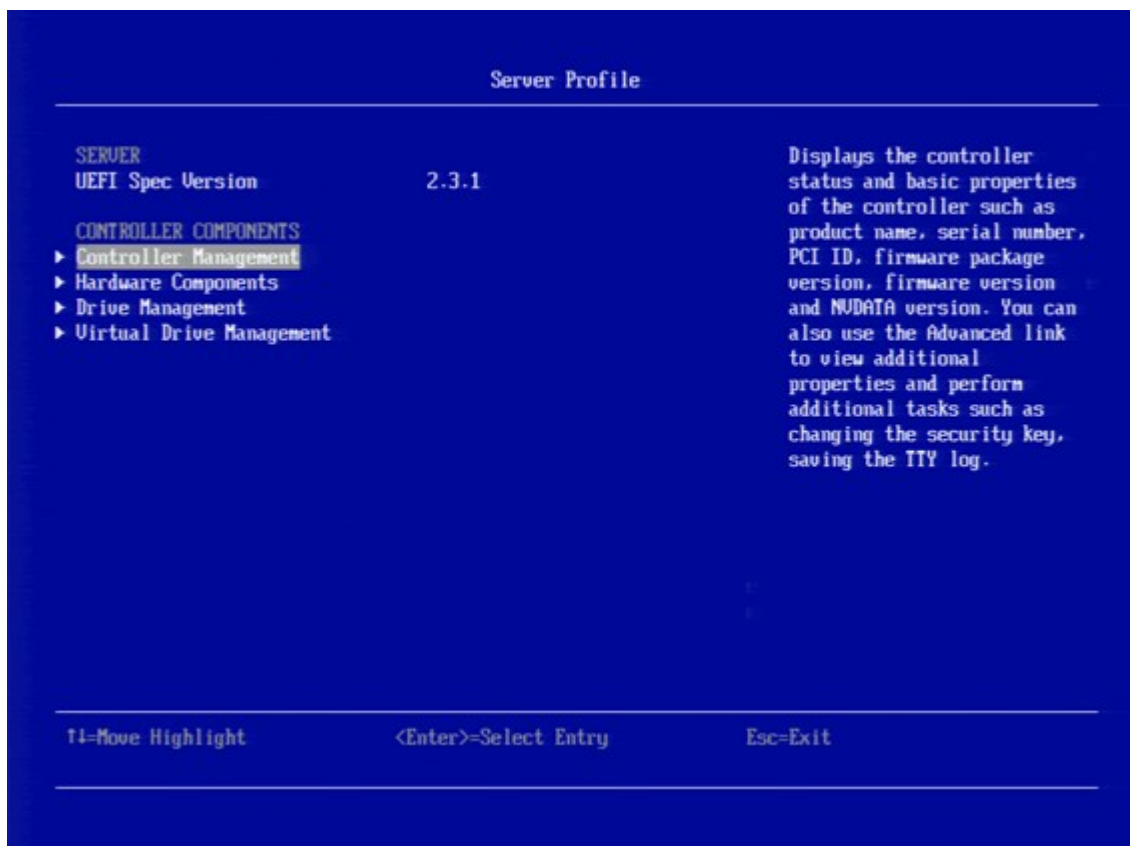 Server Profile
SERVER
UEFI Spec Version 2.3.1
CONTROLLER COMPONENTS
Controller Management
Hardware Components
Drive Management
Virtual Drive Management
Displays the controller
status and basic properties
of the controller such as
product name, serial number,
PCI ID, firmware package
version, firmware version
and NVDATA version. You can
also use the Advanced link
to view additional
properties and perform
additional tasks such as
changing the security key,
saving the TTY log.
↑↓=Move Highlight <Enter>=Select Entry Esc=Exit